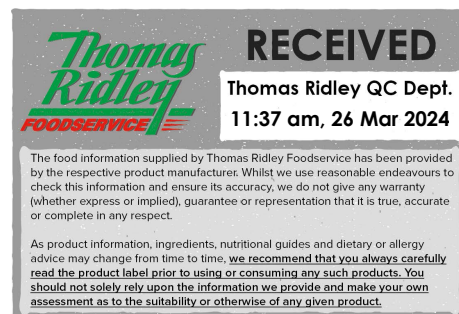 Thomas
Ridley
FOODSERVICE
RECEIVED
Thomas Ridley QC Dept.
11:37 am, 26 Mar 2024
The food information supplied by Thomas Ridley Foodservice has been provided
by the respective product manufacturer. Whilst we use reasonable endeavours to
check this information and ensure its accuracy, we do not give any warranty
(whether express or implied), guarantee or representation that it is true, accurate
or complete in any respect.
As product information, ingredients, nutritional guides and dietary or allergy
advice may change from time to time, we recommend that you always carefully
read the product label prior to using or consuming any such products. You
should not solely rely upon the information we provide and make your own
assessment as to the suitability or otherwise of any given product.